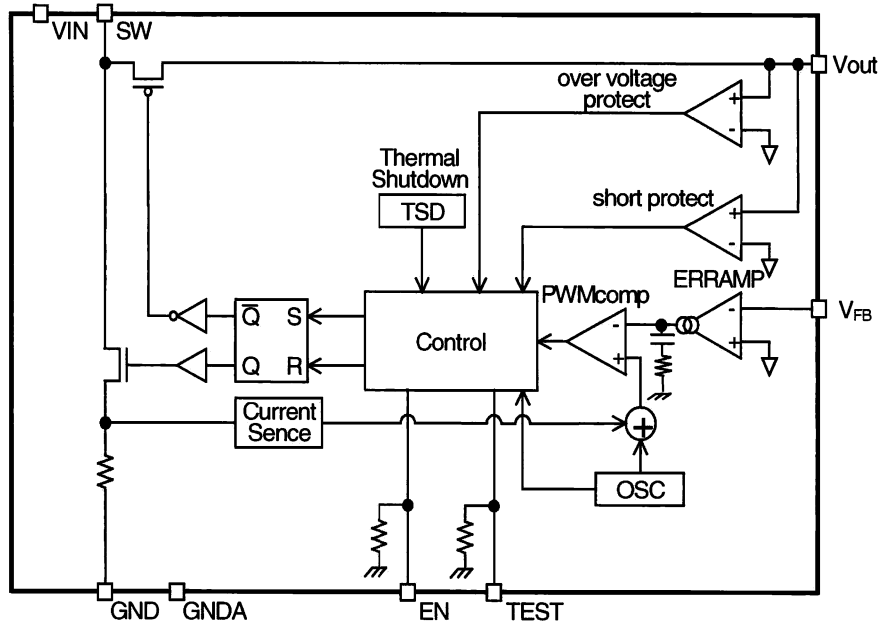 VIN
SW
over voltage
protect
Vout
+
-
Thermal
Shutdown
TSD
short protect
+
-
ERRAMP
PWMcomp
Q̅ S
Control
-
+
-
+
VFB
Q R
Current
Sence
+
OSC
GND
GNDA
EN
TEST